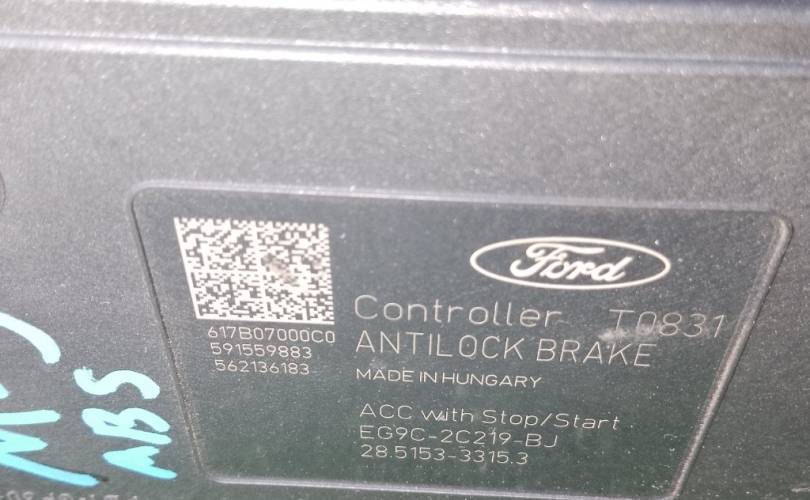 Ford
Controller T0831
ANTILOCK BRAKE
MADE IN HUNGARY
617B07000C0
591559883
562136183
ACC with Stop/Start
EG9C-2C219-BJ
28.5153-3315.3
ABS